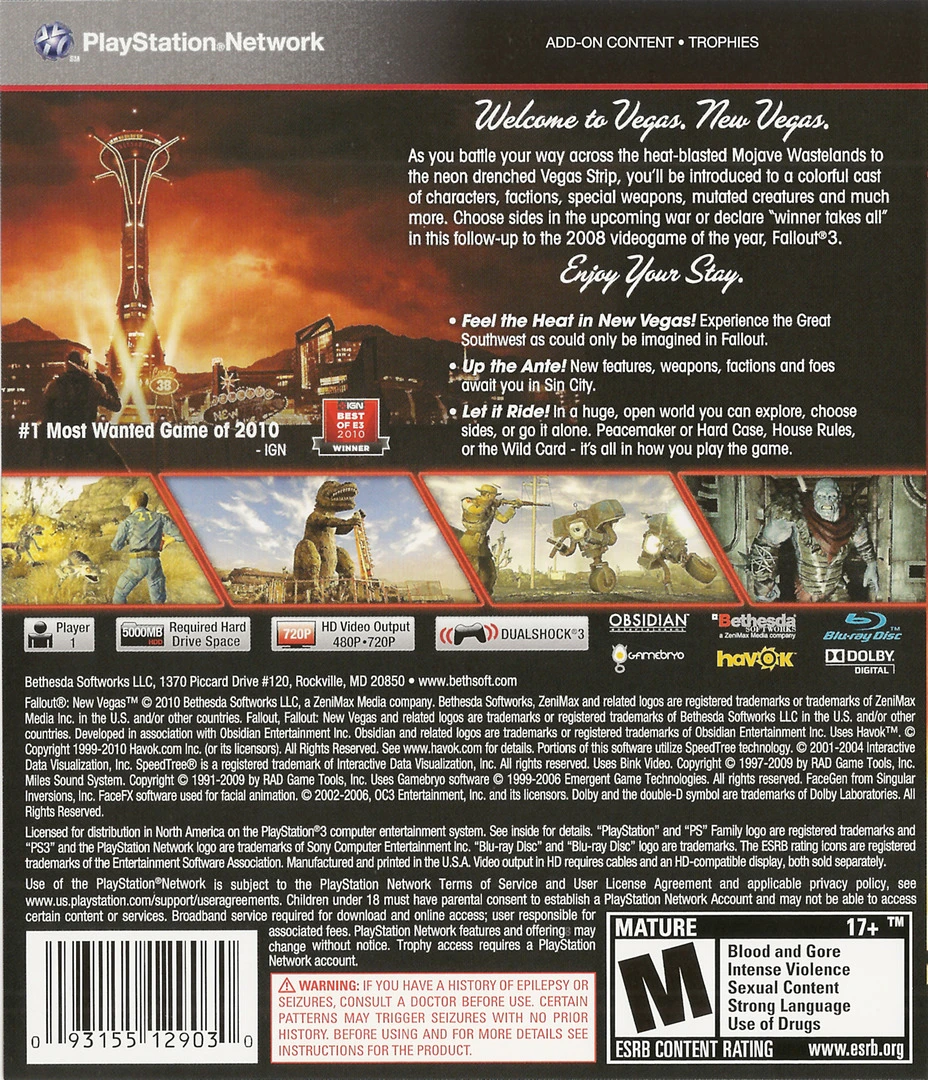 PlayStation®Network
SM
ADD-ON CONTENT • TROPHIES
Welcome to Vegas. New Vegas.
As you battle your way across the heat-blasted Mojave Wastelands to
the neon drenched Vegas Strip, you'll be introduced to a colorful cast
of characters, factions, special weapons, mutated creatures and much
more. Choose sides in the upcoming war or declare "winner takes all"
in this follow-up to the 2008 videogame of the year, Fallout®3.
Enjoy Your Stay.
• Feel the Heat in New Vegas! Experience the Great
Southwest as could only be imagined in Fallout.
• Up the Ante! New features, weapons, factions and foes
await you in Sin City.
• Let it Ride! In a huge, open world you can explore, choose
sides, or go it alone. Peacemaker or Hard Case, House Rules,
or the Wild Card - it's all in how you play the game.
38
NEW
#1 Most Wanted Game of 2010
- IGN
IGN
BEST
OF E3
2010
WINNER
Player
1
5000MB
HDD
Required Hard
Drive Space
720P
HD Video Output
480P•720P
DUALSHOCK®3
OBSIDIAN
ENTERTAINMENT
Bethesda
SOFTWORKS
a ZeniMax Media company
Blu-ray Disc
TM
GAMEBRYO
havok
DOLBY
DIGITAL
Bethesda Softworks LLC, 1370 Piccard Drive #120, Rockville, MD 20850 • www.bethsoft.com
Fallout®: New Vegas™ © 2010 Bethesda Softworks LLC, a ZeniMax Media company. Bethesda Softworks, ZeniMax and related logos are registered trademarks or trademarks of ZeniMax
Media Inc. in the U.S. and/or other countries. Fallout, Fallout: New Vegas and related logos are trademarks or registered trademarks of Bethesda Softworks LLC in the U.S. and/or other
countries. Developed in association with Obsidian Entertainment Inc. Obsidian and related logos are trademarks or registered trademarks of Obsidian Entertainment Inc. Uses Havok™. ©
Copyright 1999-2010 Havok.com Inc. (or its licensors). All Rights Reserved. See www.havok.com for details. Portions of this software utilize SpeedTree technology. © 2001-2004 Interactive
Data Visualization, Inc. SpeedTree® is a registered trademark of Interactive Data Visualization, Inc. All rights reserved. Uses Bink Video. Copyright © 1997-2009 by RAD Game Tools, Inc.
Miles Sound System. Copyright © 1991-2009 by RAD Game Tools, Inc. Uses Gamebryo software © 1999-2006 Emergent Game Technologies. All rights reserved. FaceGen from Singular
Inversions, Inc. FaceFX software used for facial animation. © 2002-2006, OC3 Entertainment, Inc. and its licensors. Dolby and the double-D symbol are trademarks of Dolby Laboratories. All
Rights Reserved.
Licensed for distribution in North America on the PlayStation®3 computer entertainment system. See inside for details. "PlayStation" and "PS" Family logo are registered trademarks and
"PS3" and the PlayStation Network logo are trademarks of Sony Computer Entertainment Inc. "Blu-ray Disc" and "Blu-ray Disc" logo are trademarks. The ESRB rating icons are registered
trademarks of the Entertainment Software Association. Manufactured and printed in the U.S.A. Video output in HD requires cables and an HD-compatible display, both sold separately.
Use of the PlayStation®Network is subject to the PlayStation Network Terms of Service and User License Agreement and applicable privacy policy, see
www.us.playstation.com/support/useragreements. Children under 18 must have parental consent to establish a PlayStation Network Account and may not be able to access
certain content or services. Broadband service required for download and online access; user responsible for
associated fees. PlayStation Network features and offerings may
change without notice. Trophy access requires a PlayStation
Network account.
0 93155 12903 0
WARNING: IF YOU HAVE A HISTORY OF EPILEPSY OR
SEIZURES, CONSULT A DOCTOR BEFORE USE. CERTAIN
PATTERNS MAY TRIGGER SEIZURES WITH NO PRIOR
HISTORY. BEFORE USING AND FOR MORE DETAILS SEE
INSTRUCTIONS FOR THE PRODUCT.
MATURE 17+ ™
M
Blood and Gore
Intense Violence
Sexual Content
Strong Language
Use of Drugs
ESRB CONTENT RATING www.esrb.org